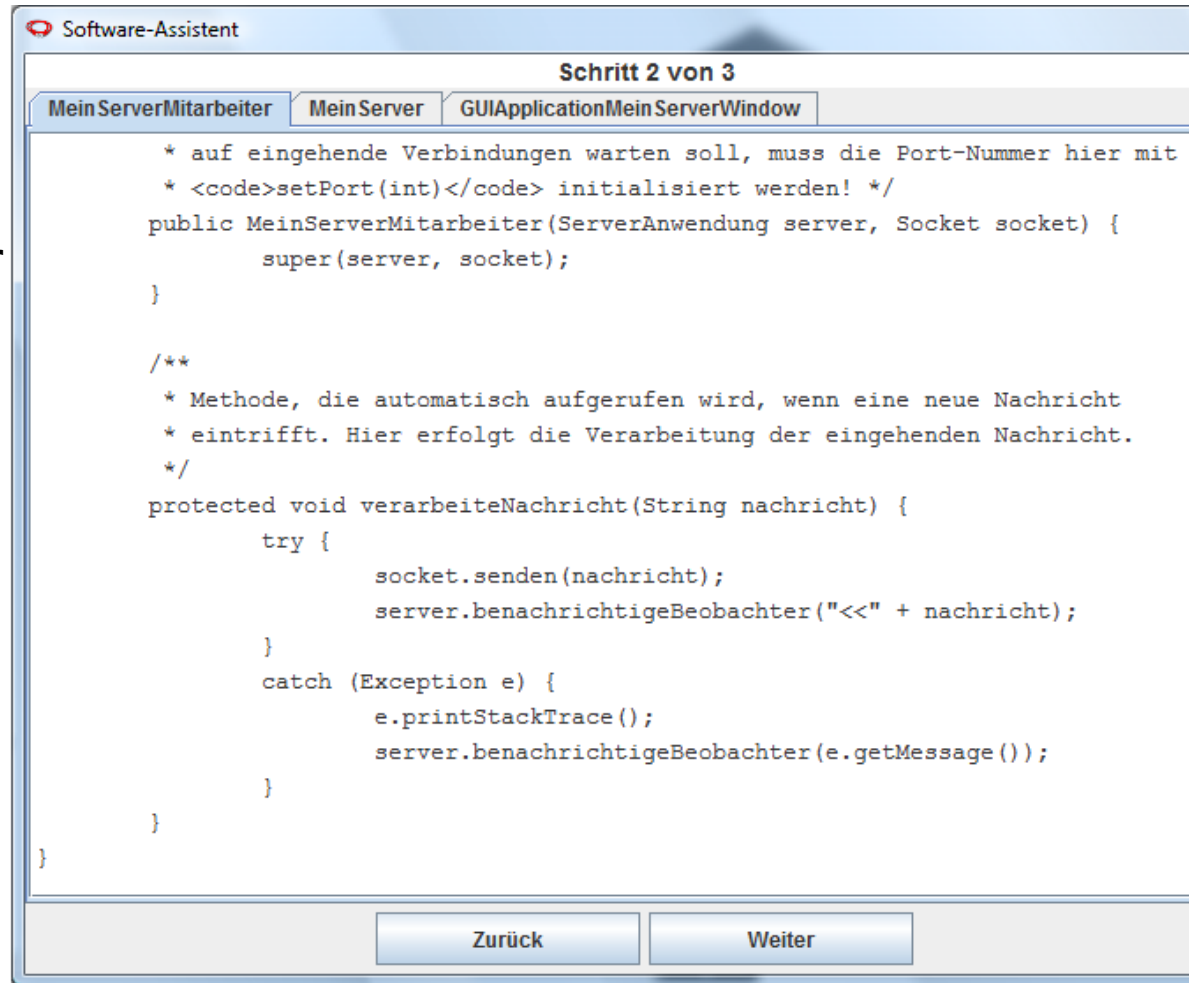 Software-Assistent
Schritt 2 von 3
MeinServerMitarbeiter MeinServer GUIApplicationMeinServerWindow
* auf eingehende Verbindungen warten soll, muss die Port-Nummer hier mit
* <code>setPort(int)</code> initialisiert werden! */
public MeinServerMitarbeiter(ServerAnwendung server, Socket socket) {
super(server, socket);
}
/**
* Methode, die automatisch aufgerufen wird, wenn eine neue Nachricht
* eintrifft. Hier erfolgt die Verarbeitung der eingehenden Nachricht.
*/
protected void verarbeiteNachricht(String nachricht) {
try {
socket.senden(nachricht);
server.benachrichtigeBeobachter("<<" + nachricht);
}
catch (Exception e) {
e.printStackTrace();
server.benachrichtigeBeobachter(e.getMessage());
}
}
}
Zurück Weiter